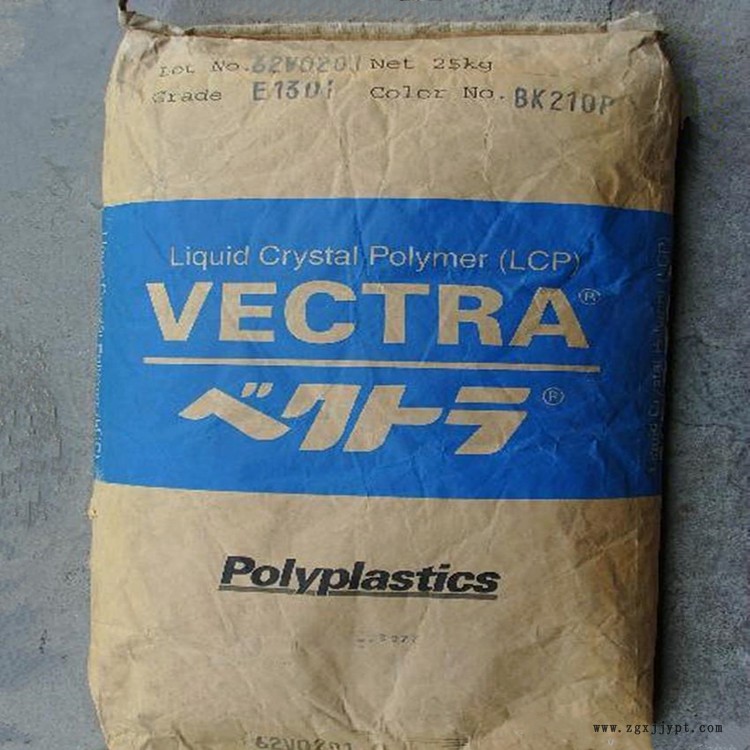 Lot No. 62V0201 Net 25kg
Grade E130i Color No. BK210P
Liquid Crystal Polymer (LCP)
VECTRA®
ベクトラ®
Polyplastics
62V0201
www.zgxjjypt.com